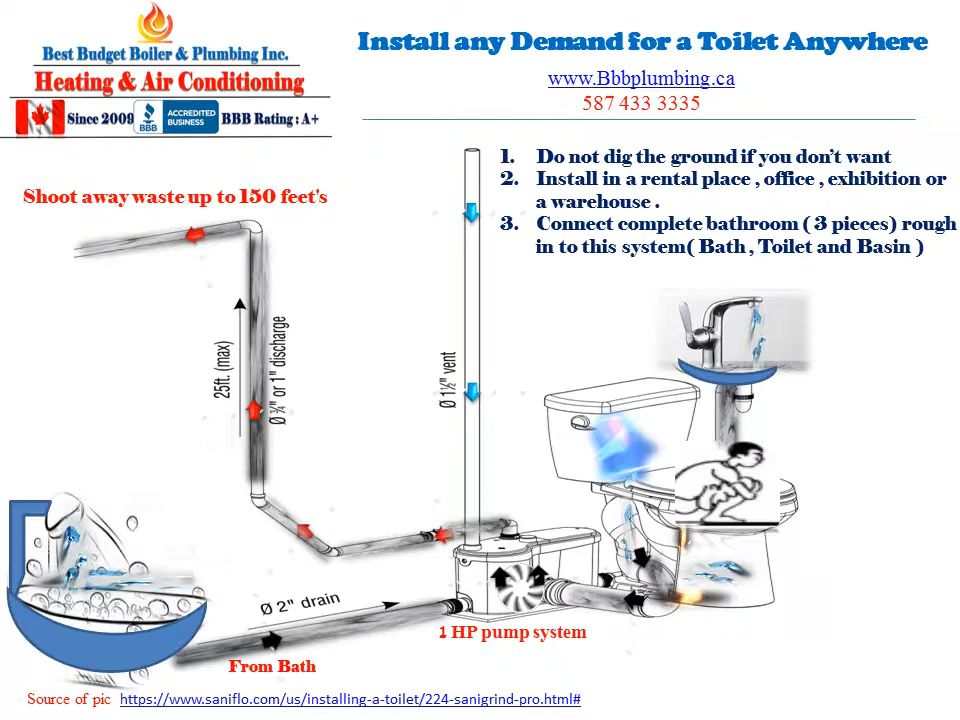 Best Budget Boiler & Plumbing Inc.
Heating & Air Conditioning
Since 2009 BBB ACCREDITED BUSINESS BBB Rating : A+
Install any Demand for a Toilet Anywhere
www.Bbbplumbing.ca
587 433 3335
1. Do not dig the ground if you don't want
2. Install in a rental place , office , exhibition or
a warehouse .
3. Connect complete bathroom ( 3 pieces) rough
in to this system( Bath , Toilet and Basin )
Shoot away waste up to 150 feet's
25ft. (max)
Ø ¾" or 1" discharge
Ø 1½" vent
Ø 2" drain
1 HP pump system
From Bath
Source of pic https://www.saniflo.com/us/installing-a-toilet/224-sanigrind-pro.html#